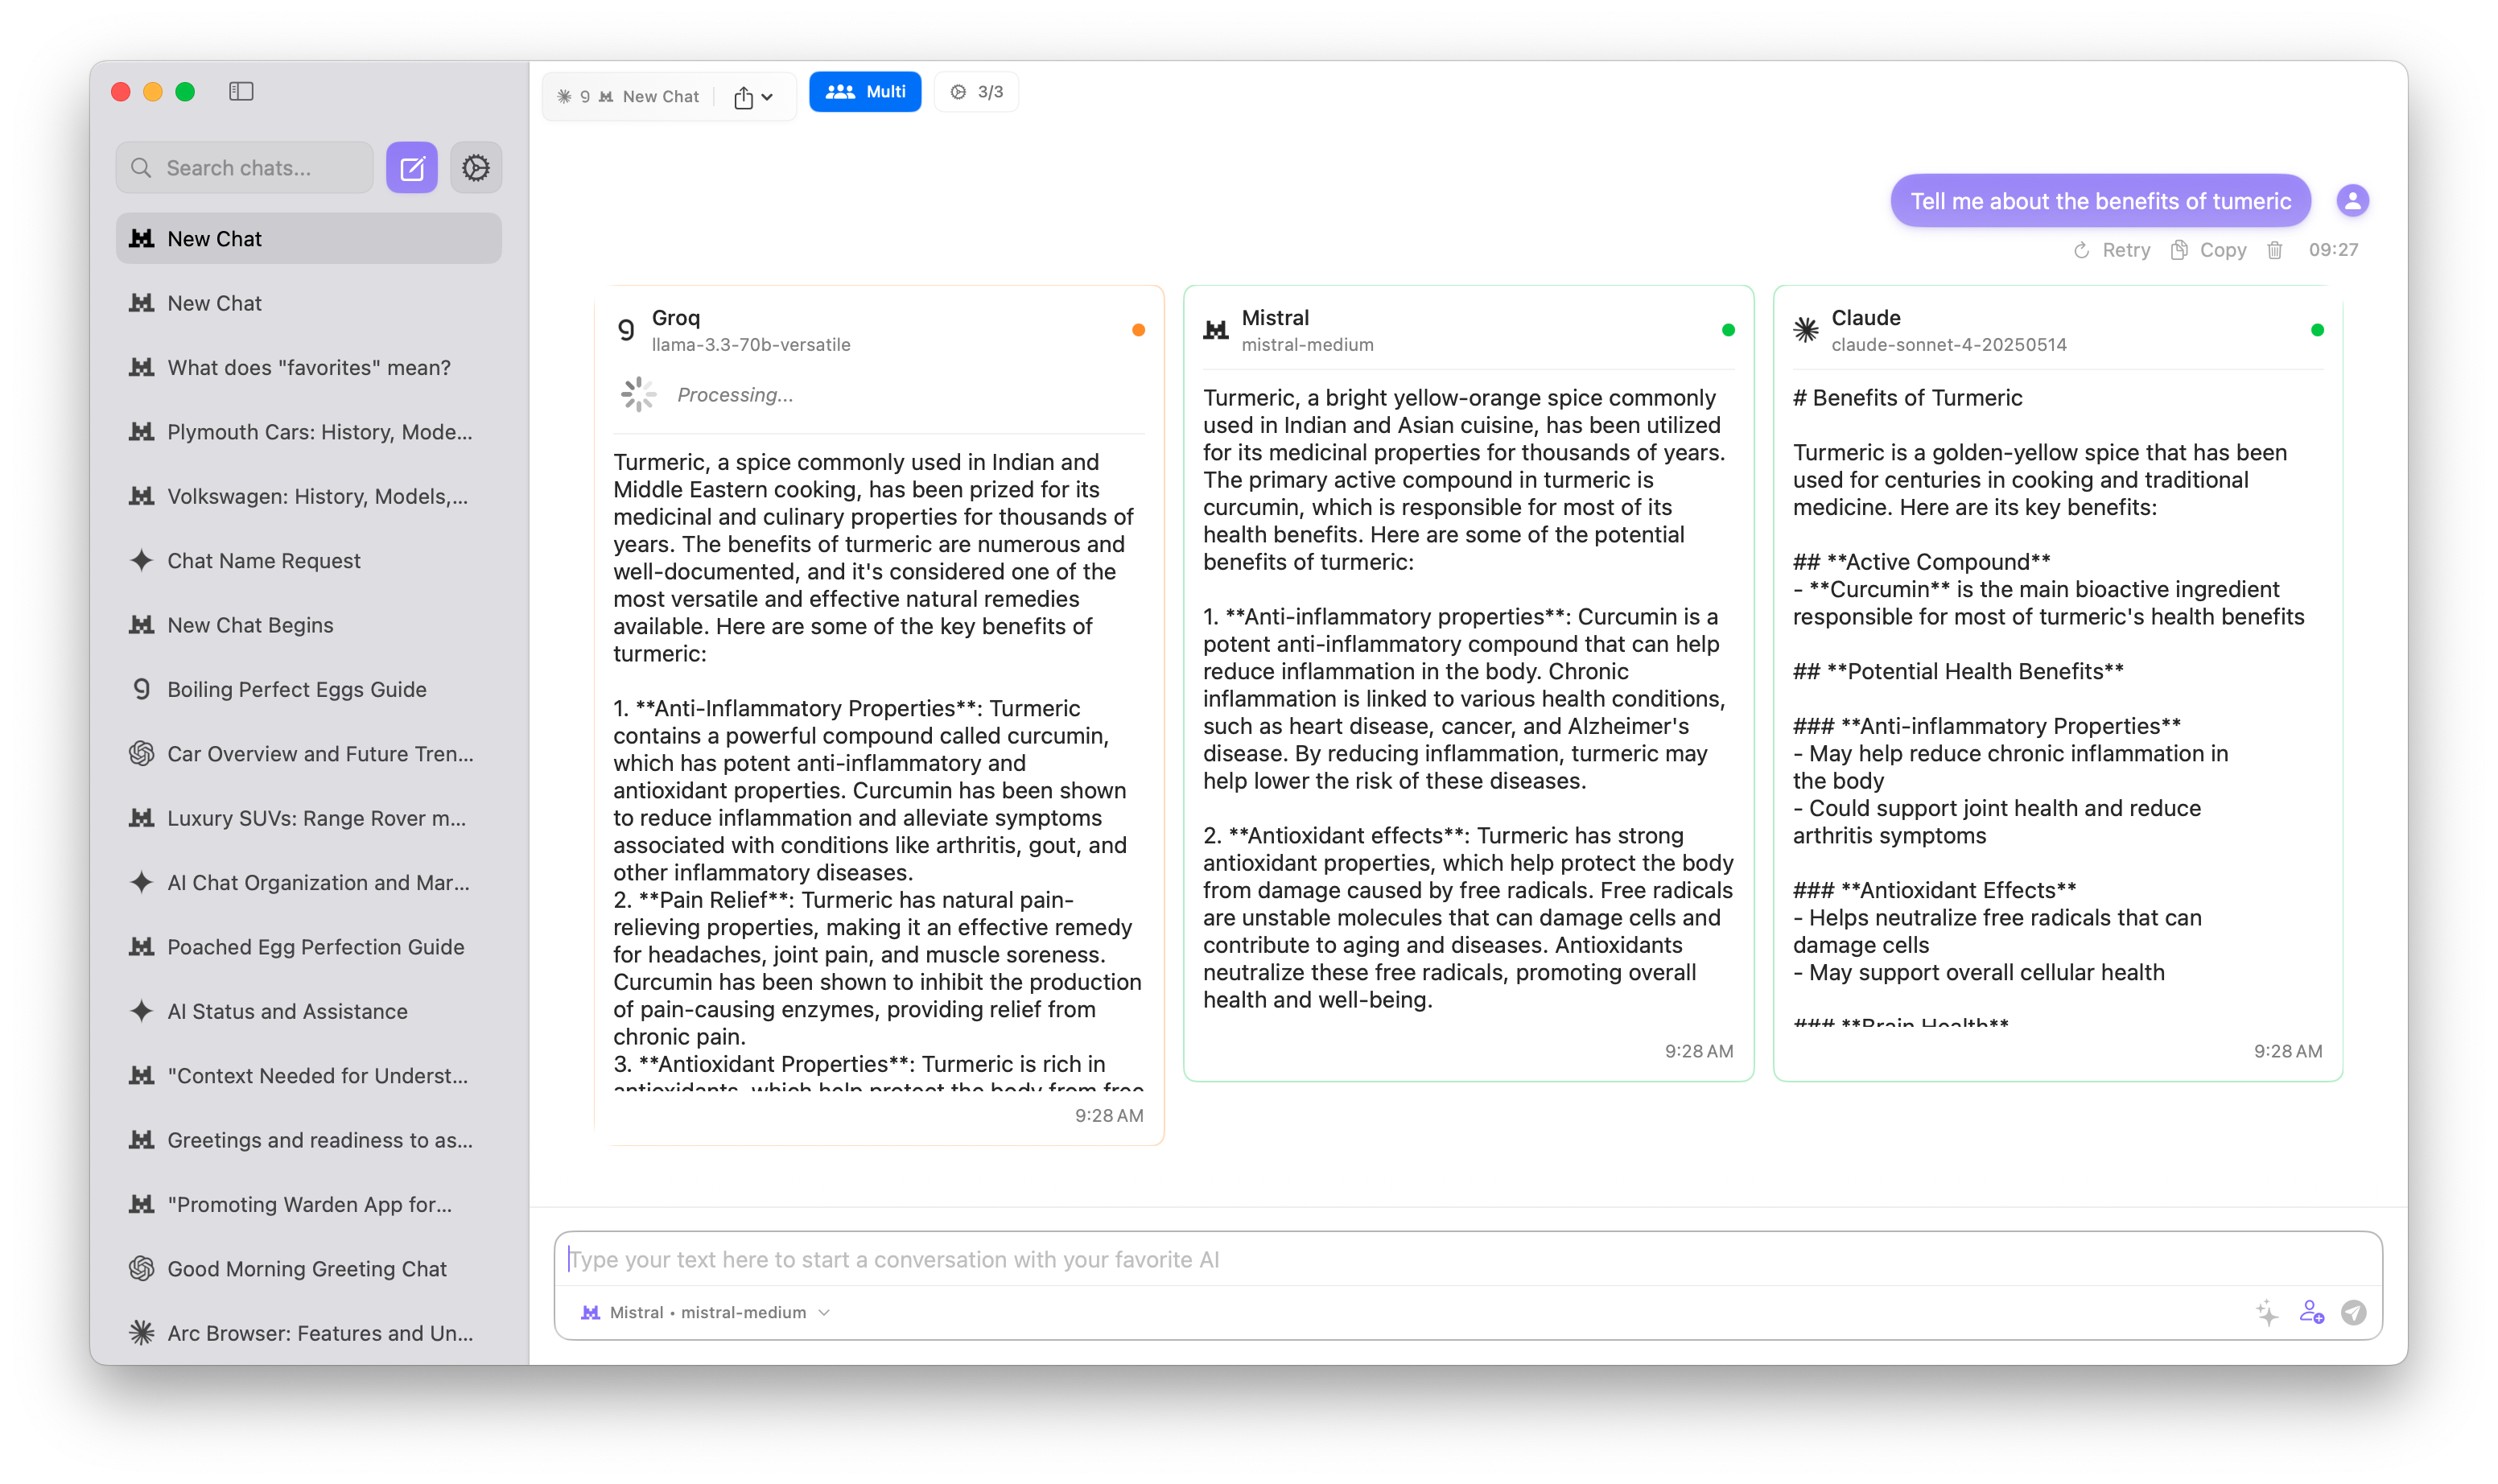 9 New Chat
Multi
3/3
Search chats...
New Chat
New Chat
What does "favorites" mean?
Plymouth Cars: History, Mode...
Volkswagen: History, Models,...
Chat Name Request
New Chat Begins
Boiling Perfect Eggs Guide
Car Overview and Future Tren...
Luxury SUVs: Range Rover m...
AI Chat Organization and Mar...
Poached Egg Perfection Guide
AI Status and Assistance
"Context Needed for Underst...
Greetings and readiness to as...
"Promoting Warden App for...
Good Morning Greeting Chat
Arc Browser: Features and Un...
Tell me about the benefits of tumeric
Retry Copy 09:27
Groq
llama-3.3-70b-versatile
Processing...
Turmeric, a spice commonly used in Indian and
Middle Eastern cooking, has been prized for its
medicinal and culinary properties for thousands of
years. The benefits of turmeric are numerous and
well-documented, and it's considered one of the
most versatile and effective natural remedies
available. Here are some of the key benefits of
turmeric:
1. **Anti-Inflammatory Properties**: Turmeric
contains a powerful compound called curcumin,
which has potent anti-inflammatory and
antioxidant properties. Curcumin has been shown
to reduce inflammation and alleviate symptoms
associated with conditions like arthritis, gout, and
other inflammatory diseases.
2. **Pain Relief**: Turmeric has natural pain-
relieving properties, making it an effective remedy
for headaches, joint pain, and muscle soreness.
Curcumin has been shown to inhibit the production
of pain-causing enzymes, providing relief from
chronic pain.
3. **Antioxidant Properties**: Turmeric is rich in
antioxidants, which help protect the body from free
9:28 AM
Mistral
mistral-medium
Turmeric, a bright yellow-orange spice commonly
used in Indian and Asian cuisine, has been utilized
for its medicinal properties for thousands of years.
The primary active compound in turmeric is
curcumin, which is responsible for most of its
health benefits. Here are some of the potential
benefits of turmeric:
1. **Anti-inflammatory properties**: Curcumin is a
potent anti-inflammatory compound that can help
reduce inflammation in the body. Chronic
inflammation is linked to various health conditions,
such as heart disease, cancer, and Alzheimer's
disease. By reducing inflammation, turmeric may
help lower the risk of these diseases.
2. **Antioxidant effects**: Turmeric has strong
antioxidant properties, which help protect the body
from damage caused by free radicals. Free radicals
are unstable molecules that can damage cells and
contribute to aging and diseases. Antioxidants
neutralize these free radicals, promoting overall
health and well-being.
9:28 AM
Claude
claude-sonnet-4-20250514
# Benefits of Turmeric
Turmeric is a golden-yellow spice that has been
used for centuries in cooking and traditional
medicine. Here are its key benefits:
## **Active Compound**
- **Curcumin** is the main bioactive ingredient
responsible for most of turmeric's health benefits
## **Potential Health Benefits**
### **Anti-inflammatory Properties**
- May help reduce chronic inflammation in
the body
- Could support joint health and reduce
arthritis symptoms
### **Antioxidant Effects**
- Helps neutralize free radicals that can
damage cells
- May support overall cellular health
### **Brain Health**
9:28 AM
Type your text here to start a conversation with your favorite AI
Mistral • mistral-medium